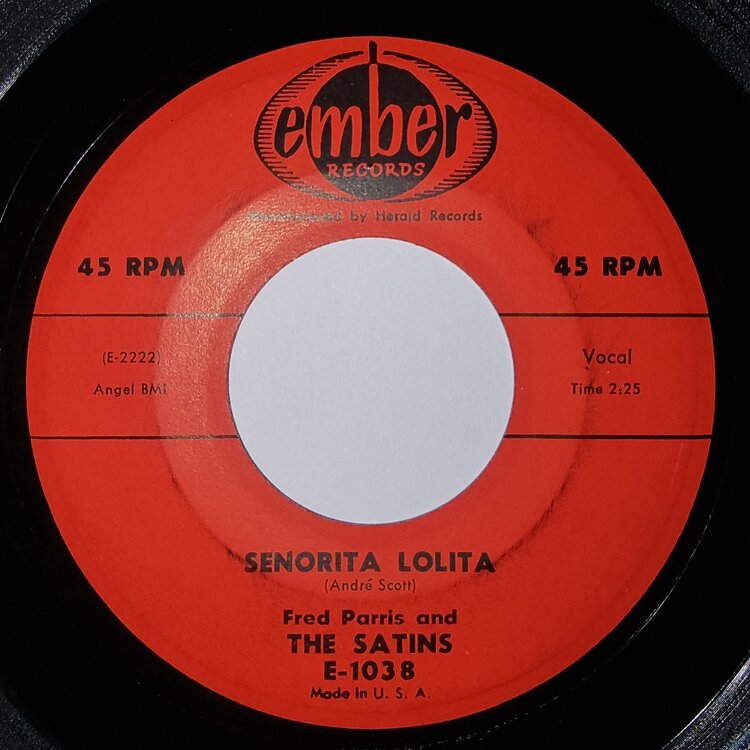 ember
RECORDS
by Herald Records
45 RPM
45 RPM
(E-2222)
Angel BMI
Vocal
Time 2:25
SENORITA LOLITA
(André Scott)
Fred Parris and
THE SATINS
E-1038
Made in U. S. A.